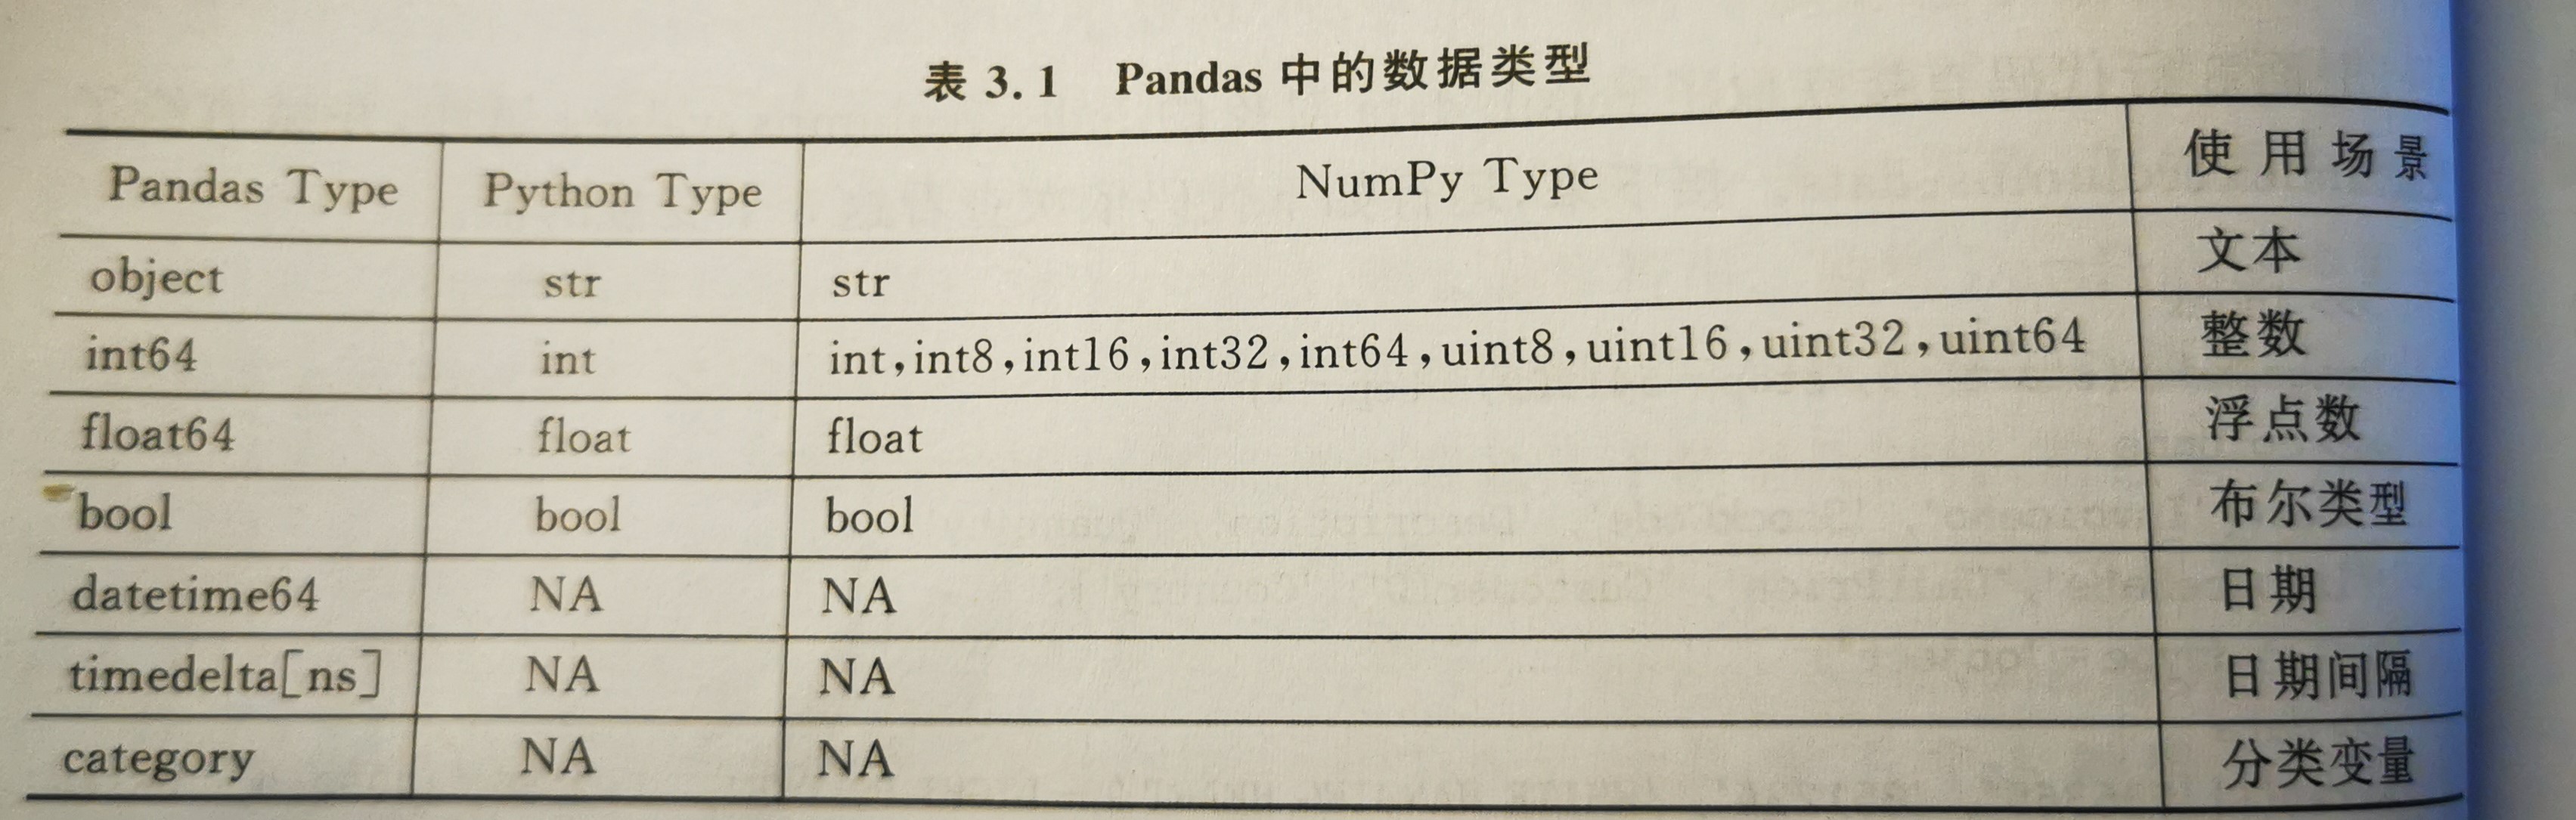 表 3.1 Pandas 中的数据类型
Pandas Type Python Type NumPy Type 使用场景
object str str 文本
int64 int int,int8,int16,int32,int64,uint8,uint16,uint32,uint64 整数
float64 float float 浮点数
bool bool bool 布尔类型
datetime64 NA NA 日期
timedelta[ns] NA NA 日期间隔
category NA NA 分类变量